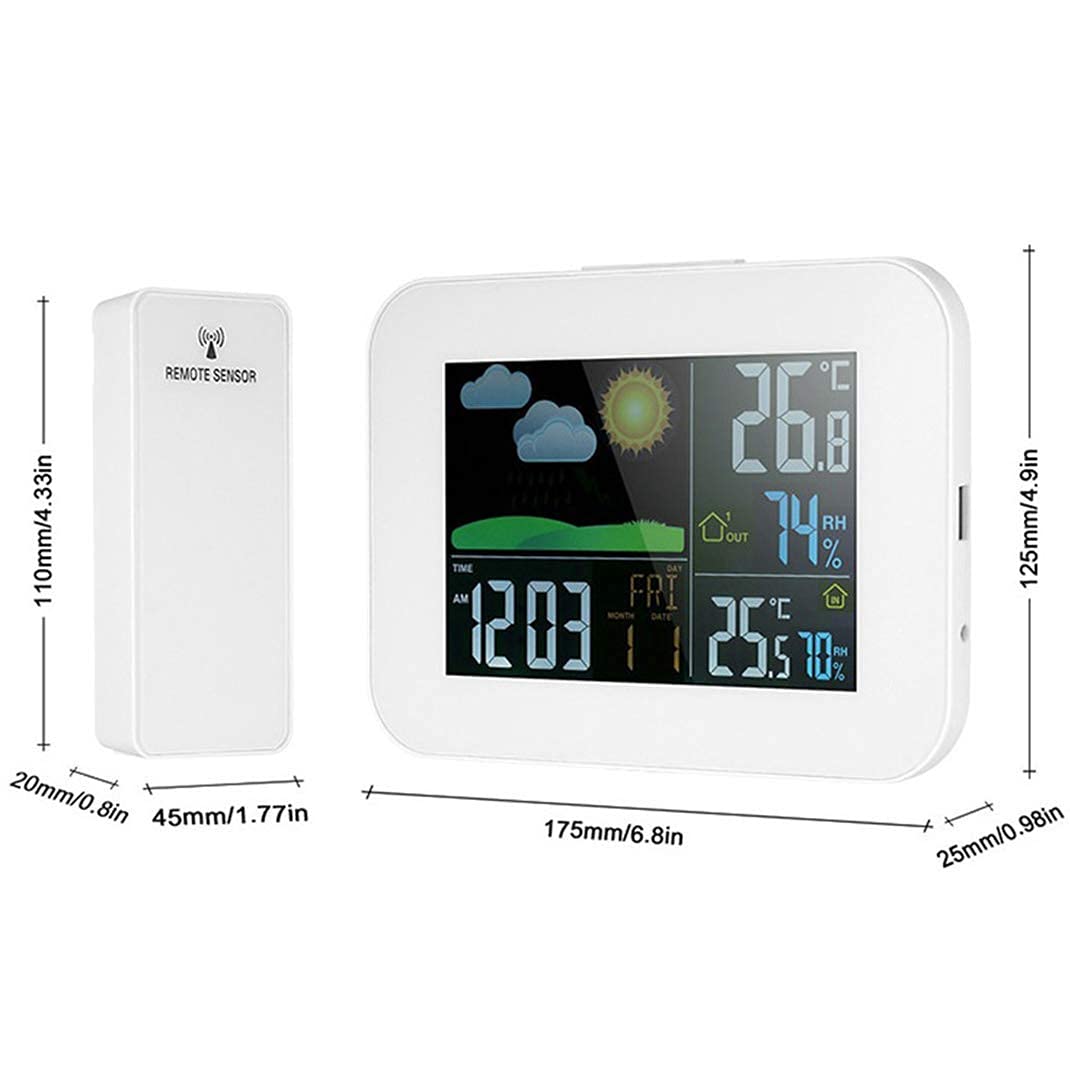 REMOTE SENSOR
110mm/4.33in
20mm/0.8in
45mm/1.77in
26.8 °C
1
OUT
74 RH
%
TIME
DAY
AM 12 03
FRI
MONTH DATE
1 1
25.5 °C
IN
70 RH
%
125mm/4.9in
175mm/6.8in
25mm/0.98in